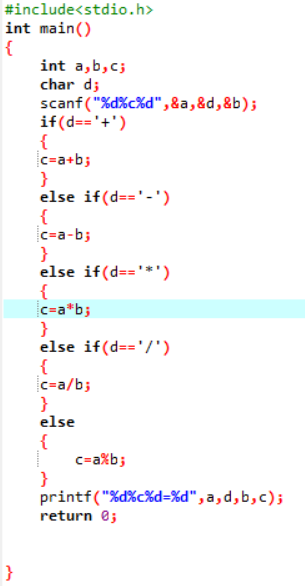 #include<stdio.h>
int main()
{
    int a,b,c;
    char d;
    scanf("%d%c%d",&a,&d,&b);
    if(d=='+')
    {
    c=a+b;
    }
    else if(d=='-')
    {
    c=a-b;
    }
    else if(d=='*')
    {
    c=a*b;
    }
    else if(d=='/')
    {
    c=a/b;
    }
    else
    {
        c=a%b;
    }
    printf("%d%c%d=%d",a,d,b,c);
    return 0;
}